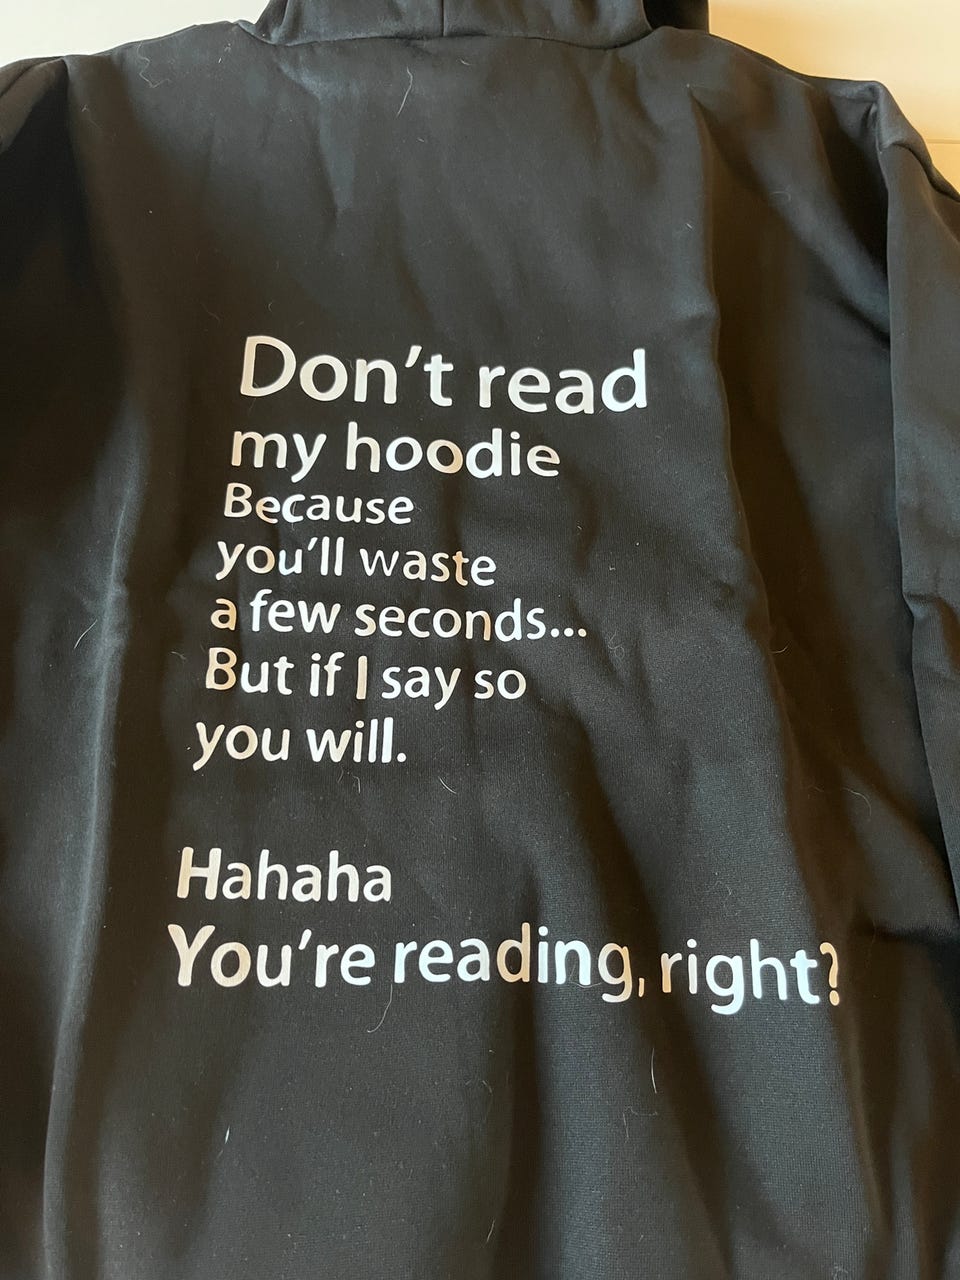 Don't read
my hoodie
Because
you'll waste
a few seconds...
But if I say so
you will.
Hahaha
You're reading, right?